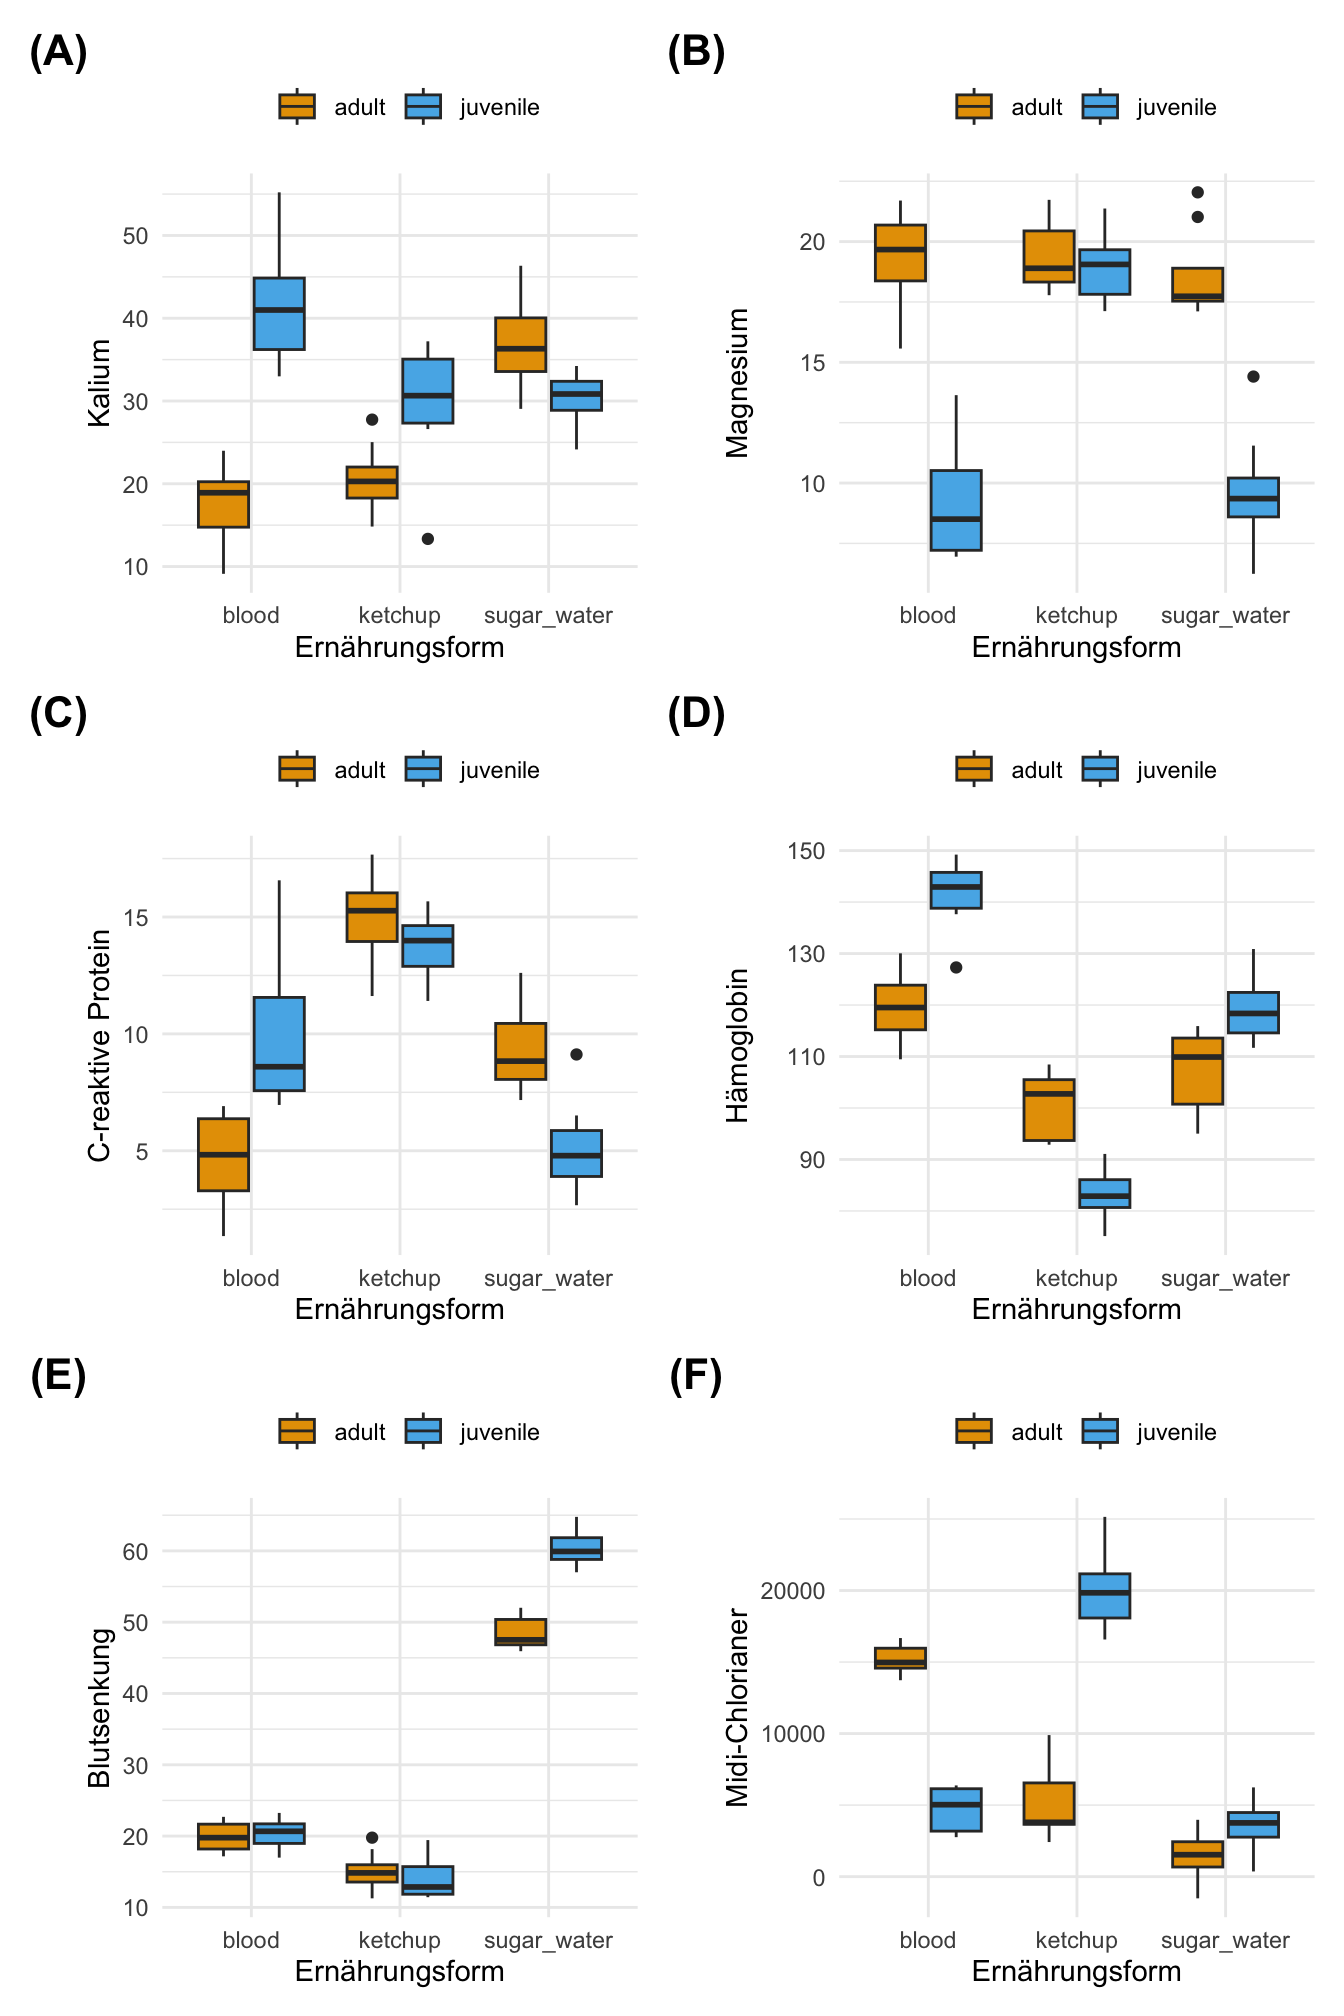 (A)
adult juvenile
Kalium
50
40
30
20
10
blood ketchup sugar_water
Ernährungsform
(B)
adult juvenile
Magnesium
20
15
10
blood ketchup sugar_water
Ernährungsform
(C)
adult juvenile
C-reaktive Protein
15
10
5
blood ketchup sugar_water
Ernährungsform
(D)
adult juvenile
Hämoglobin
150
130
110
90
blood ketchup sugar_water
Ernährungsform
(E)
adult juvenile
Blutsenkung
60
50
40
30
20
10
blood ketchup sugar_water
Ernährungsform
(F)
adult juvenile
Midi-Chlorianer
20000
10000
0
blood ketchup sugar_water
Ernährungsform